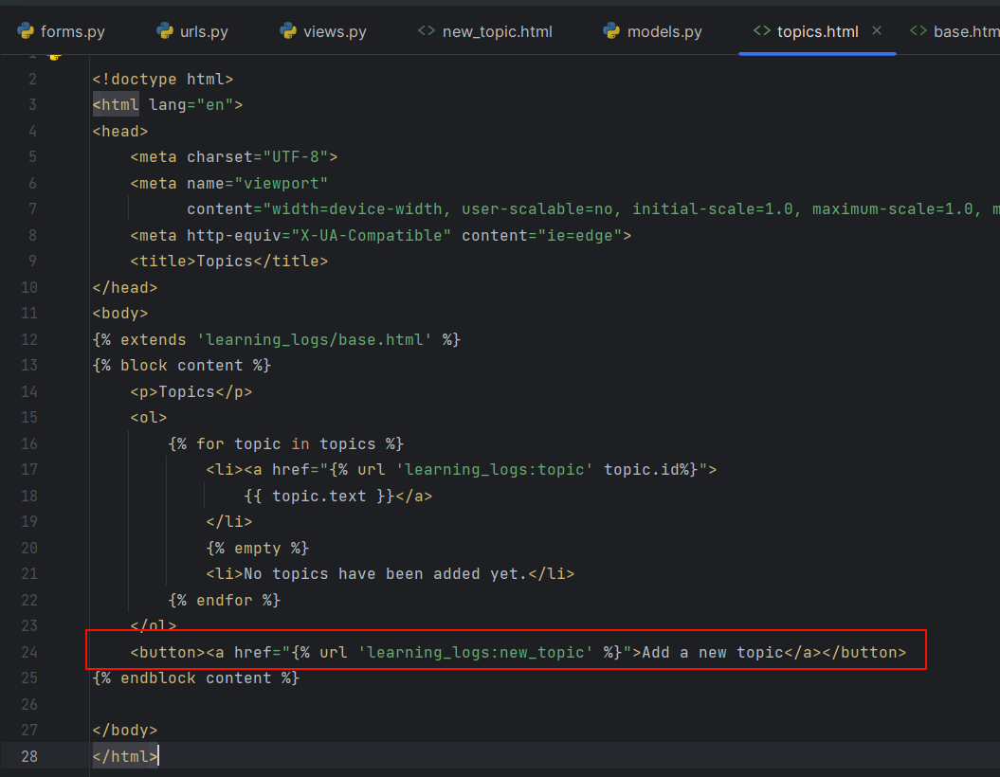 forms.py urls.py views.py new_topic.html models.py topics.html base.htm
1
2 <!doctype html>
3 <html lang="en">
4 <head>
5     <meta charset="UTF-8">
6     <meta name="viewport"
7           content="width=device-width, user-scalable=no, initial-scale=1.0, maximum-scale=1.0, m
8     <meta http-equiv="X-UA-Compatible" content="ie=edge">
9     <title>Topics</title>
10 </head>
11 <body>
12 {% extends 'learning_logs/base.html' %}
13 {% block content %}
14     <p>Topics</p>
15     <ol>
16         {% for topic in topics %}
17             <li><a href="{% url 'learning_logs:topic' topic.id%}">
18                 {{ topic.text }}</a>
19             </li>
20             {% empty %}
21             <li>No topics have been added yet.</li>
22         {% endfor %}
23     </ol>
24     <button><a href="{% url 'learning_logs:new_topic' %}">Add a new topic</a></button>
25 {% endblock content %}
26
27 </body>
28 </html>